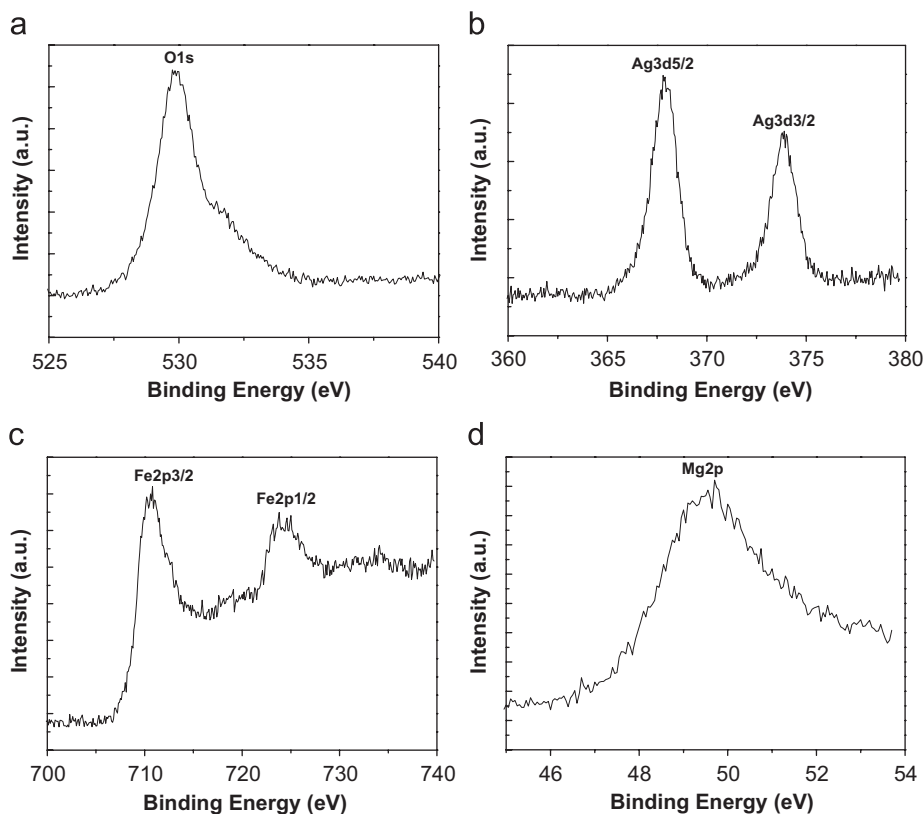 a
O1s
Intensity (a.u.)
525 530 535 540
Binding Energy (eV)
b
Ag3d5/2
Ag3d3/2
Intensity (a.u.)
360 365 370 375 380
Binding Energy (eV)
c
Fe2p3/2
Fe2p1/2
Intensity (a.u.)
700 710 720 730 740
Binding Energy (eV)
d
Mg2p
Intensity (a.u.)
46 48 50 52 54
Binding Energy (eV)